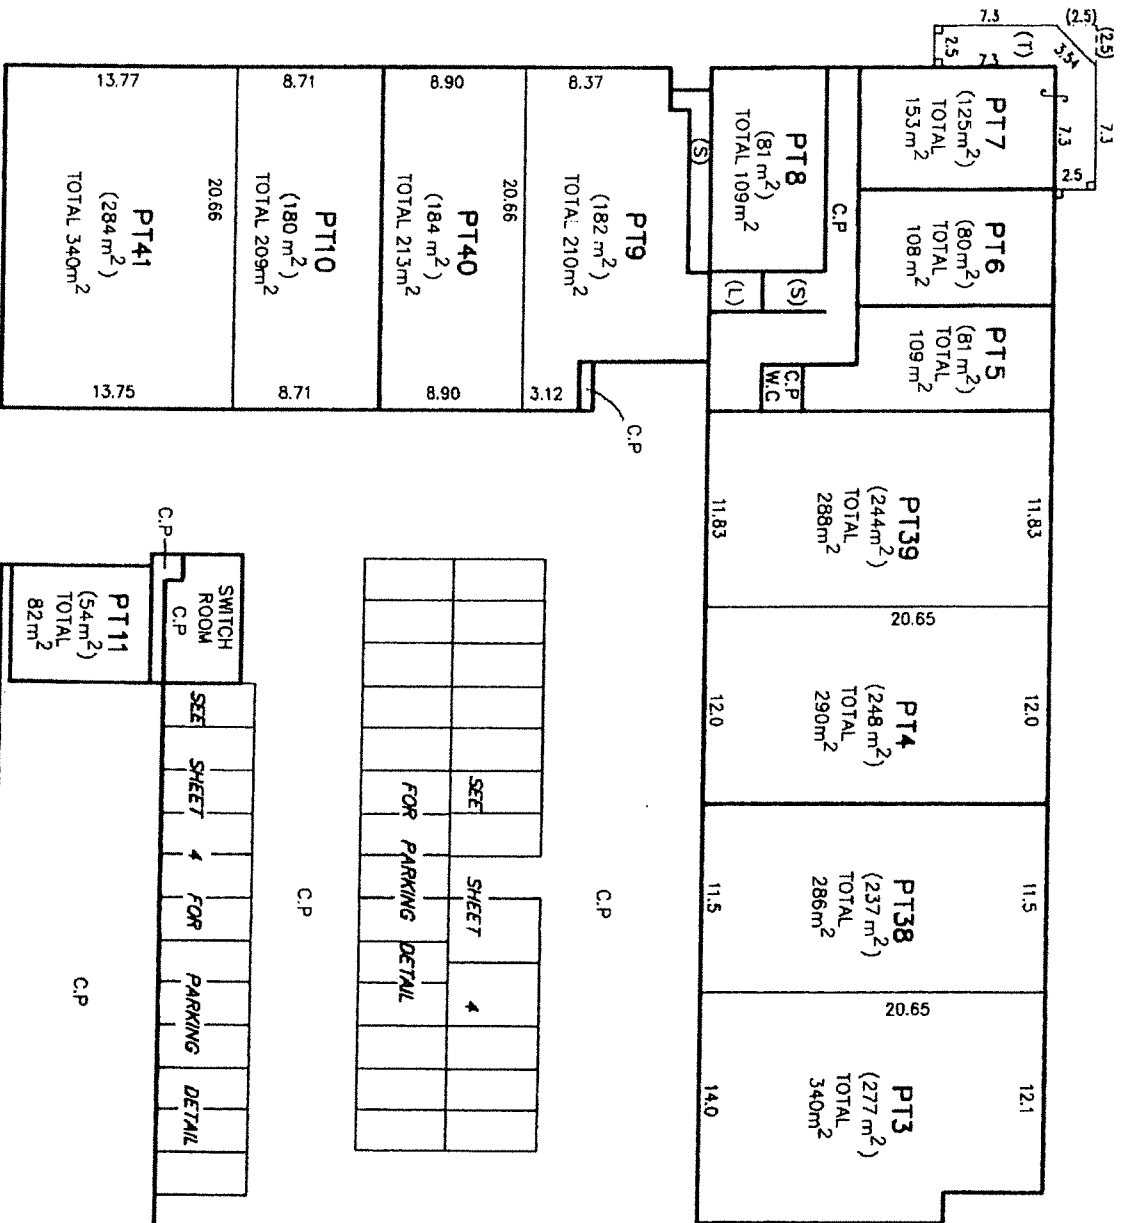 7.3
(2.5)
(2.5)
3.54
(T)
2.5
7.3
7.3
7.3
2.5
PT7
(125m²)
TOTAL
153m²
PT6
(80m²)
TOTAL
108m²
PT5
(81m²)
TOTAL
109m²
C.P
PT8
(81 m²)
TOTAL 109m²
(S)
(L)
(S)
C.P
W.C
13.77
8.71
8.90
8.37
PT41
(284 m²)
TOTAL 340m²
20.66
PT10
(180 m²)
TOTAL 209m²
PT40
(184 m²)
TOTAL 213m²
20.66
PT9
(182 m²)
TOTAL 210m²
13.75
8.71
8.90
3.12
C.P
11.83
PT39
(244m²)
TOTAL
288m²
11.83
20.65
12.0
PT4
(248 m²)
TOTAL
290m²
12.0
11.5
PT38
(237 m²)
TOTAL
286m²
11.5
20.65
12.1
PT3
(277 m²)
TOTAL
340m²
14.0
C.P
SEE SHEET 4
FOR PARKING DETAIL
C.P
C.P
SWITCH
ROOM
C.P
PT11
(54m²)
TOTAL
82m²
SEE SHEET 4 FOR PARKING DETAIL
C.P